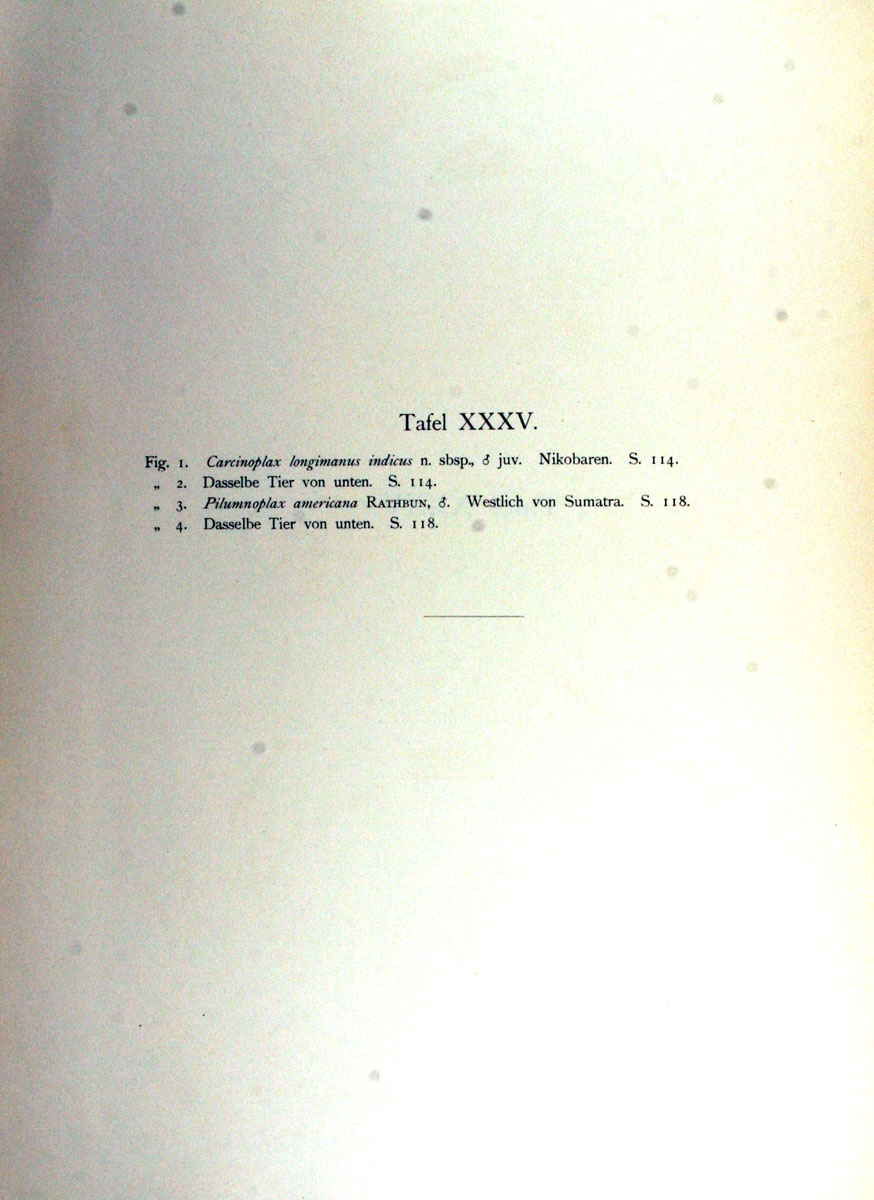 Tafel XXXV.
Fig. 1. Carcinoplax longimanus indicus n. sbsp., ♂ juv. Nikobaren. S. 114.
„ 2. Dasselbe Tier von unten. S. 114.
„ 3. Pilumnoplax americana RATHBUN, ♂. Westlich von Sumatra. S. 118.
„ 4. Dasselbe Tier von unten. S. 118.